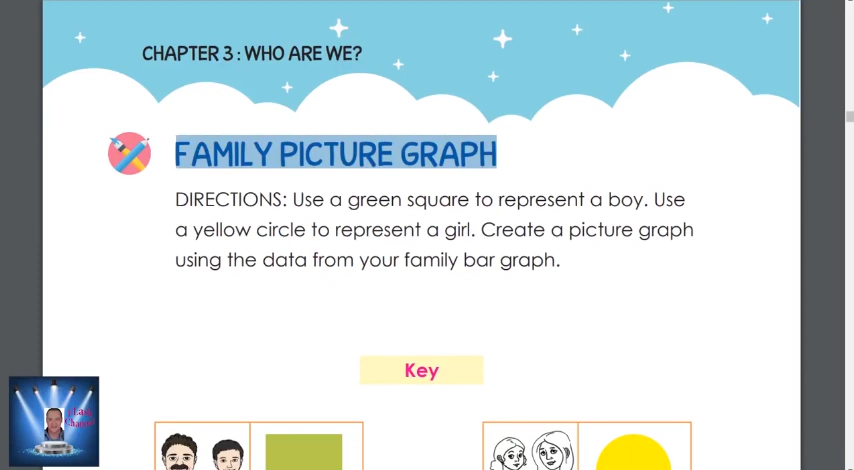 CHAPTER 3 : WHO ARE WE?
FAMILY PICTURE GRAPH
DIRECTIONS: Use a green square to represent a boy. Use
a yellow circle to represent a girl. Create a picture graph
using the data from your family bar graph.
Key